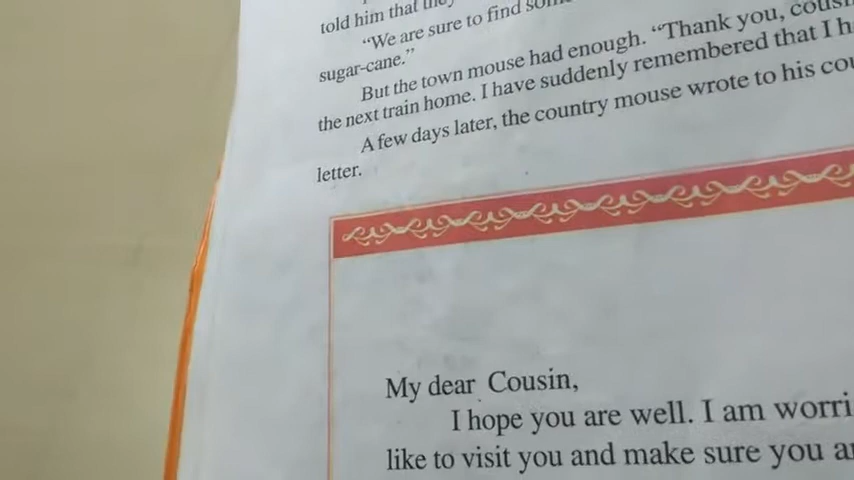 told him that they
“We are sure to find
sugar-cane.”
But the town mouse had enough. “Thank you,
the next train home. I have suddenly remembered that I
A few days later, the country mouse wrote to his
letter.
My dear Cousin,
I hope you are well. I am
like to visit you and make sure you